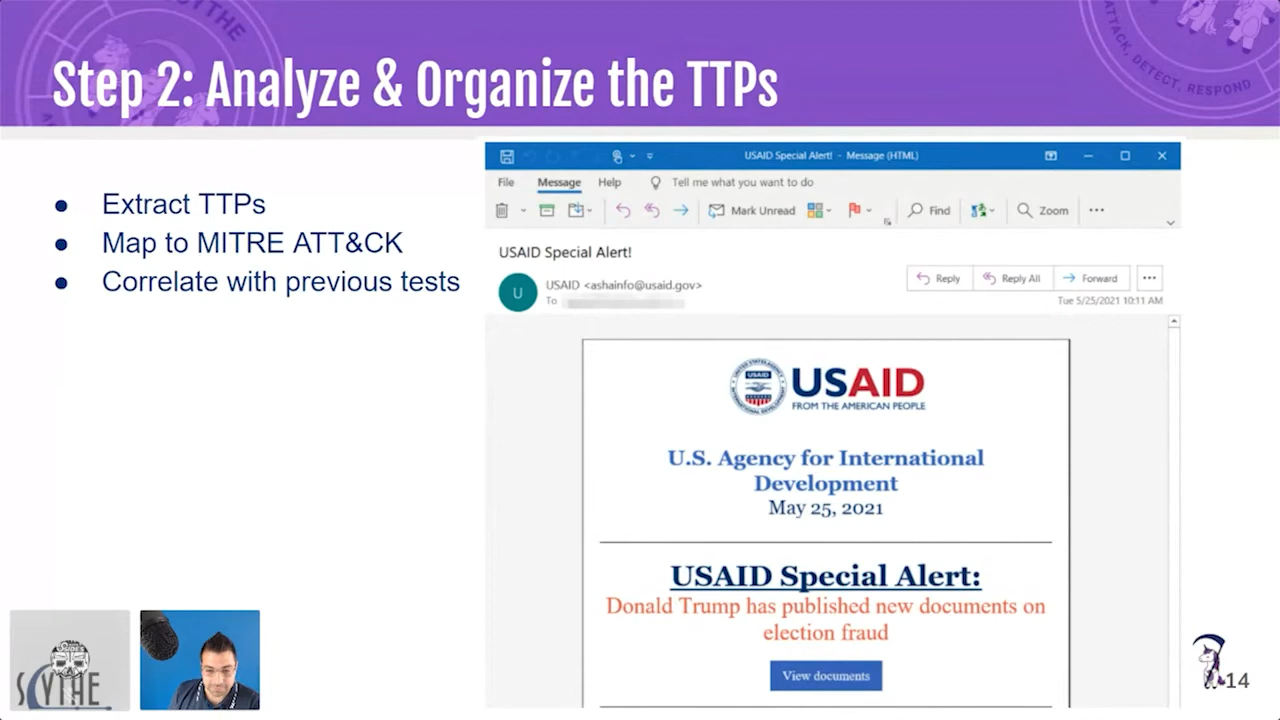 Step 2: Analyze & Organize the TTPs
ATTACK, DETECT, RESPOND
● Extract TTPs
● Map to MITRE ATT&CK
● Correlate with previous tests
USAID Special Alert! - Message (HTML)
File Message Help Tell me what you want to do
Mark Unread Find Zoom
USAID Special Alert!
U
USAID <ashainfo@usaid.gov>
To
Reply Reply All Forward
Tue 5/25/2021 10:11 AM
USAID
USAID
FROM THE AMERICAN PEOPLE
U.S. Agency for International
Development
May 25, 2021
USAID Special Alert:
Donald Trump has published new documents on
election fraud
View documents
SCYTHE
14